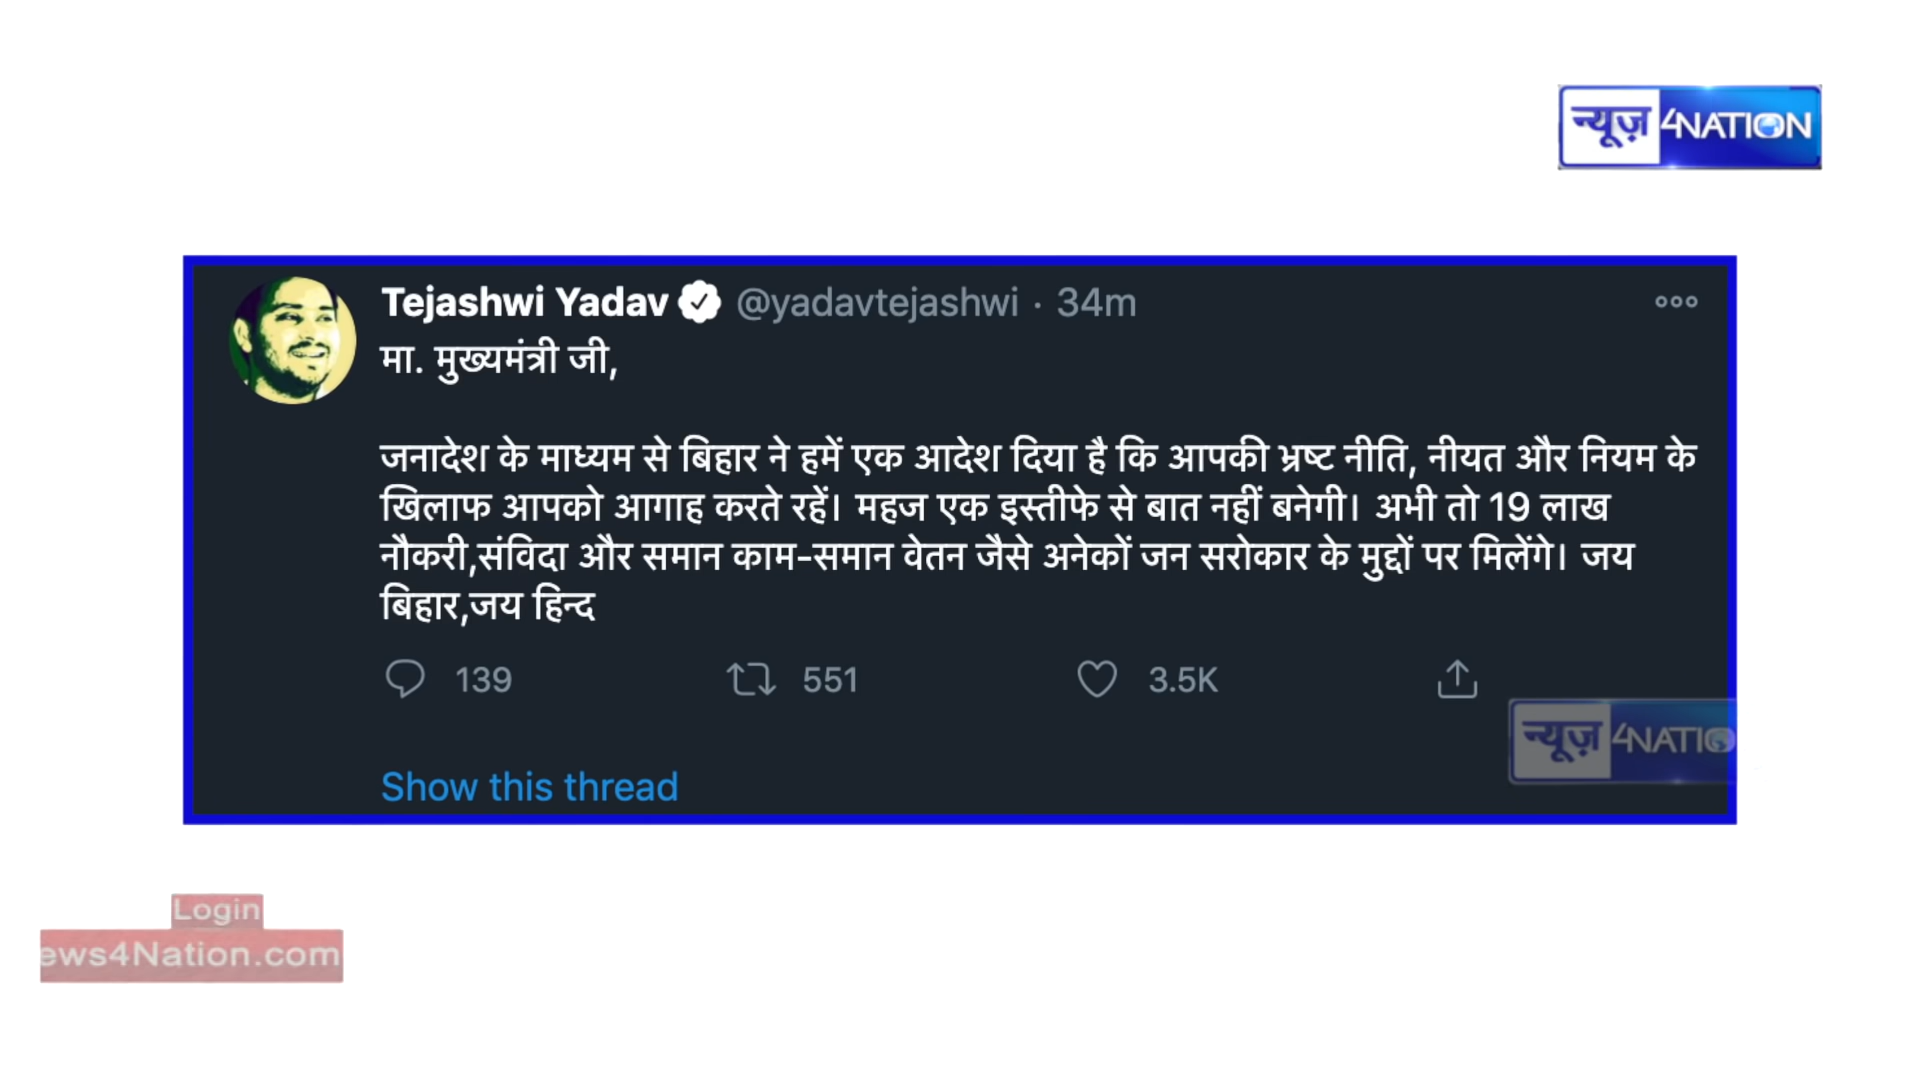 न्यूज़ 4NATION
Tejashwi Yadav @yadavtejashwi · 34m
मा. मुख्यमंत्री जी,
जनादेश के माध्यम से बिहार ने हमें एक आदेश दिया है कि आपकी भ्रष्ट नीति, नीयत और नियम के
खिलाफ आपको आगाह करते रहें। महज एक इस्तीफे से बात नहीं बनेगी। अभी तो 19 लाख
नौकरी,संविदा और समान काम-समान वेतन जैसे अनेकों जन सरोकार के मुद्दों पर मिलेंगे। जय
बिहार,जय हिन्द
139 551 3.5K
न्यूज़ 4NATIO
Show this thread
Login
ews4Nation.com